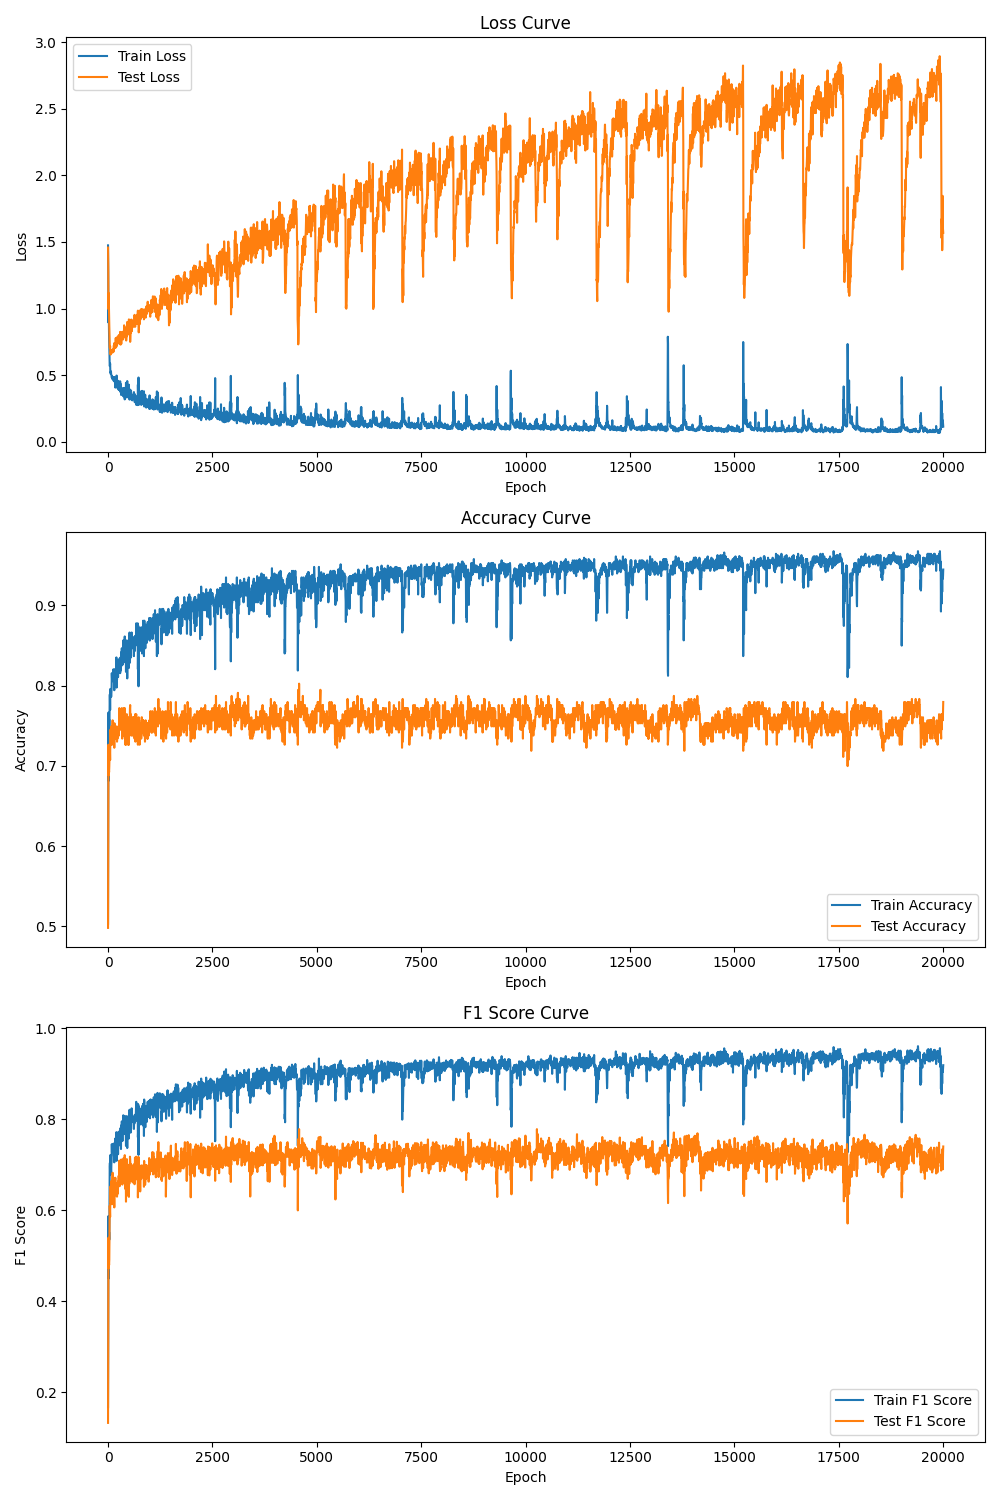 Loss Curve
Train Loss
Test Loss
3.0
2.5
2.0
1.5
1.0
0.5
0.0
Loss
0 2500 5000 7500 10000 12500 15000 17500 20000
Epoch
Accuracy Curve
0.9
0.8
0.7
0.6
0.5
Accuracy
Train Accuracy
Test Accuracy
0 2500 5000 7500 10000 12500 15000 17500 20000
Epoch
F1 Score Curve
1.0
0.8
0.6
0.4
0.2
F1 Score
Train F1 Score
Test F1 Score
0 2500 5000 7500 10000 12500 15000 17500 20000
Epoch